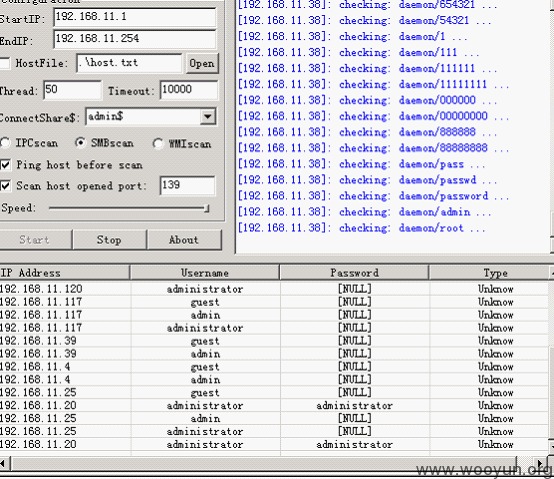 Configuration
StartIP: 192.168.11.1
EndIP: 192.168.11.254
HostFile: .\host.txt Open
Thread: 50 Timeout: 10000
ConnectShare$: admin$
IPCscan SMBscan WMIscan
Ping host before scan
Scan host opened port: 139
Speed:
Start Stop About
[192.168.11.38]: checking: daemon/654321 ...
[192.168.11.38]: checking: daemon/54321 ...
[192.168.11.38]: checking: daemon/1 ...
[192.168.11.38]: checking: daemon/111 ...
[192.168.11.38]: checking: daemon/111111 ...
[192.168.11.38]: checking: daemon/11111111 ...
[192.168.11.38]: checking: daemon/000000 ...
[192.168.11.38]: checking: daemon/00000000 ...
[192.168.11.38]: checking: daemon/888888 ...
[192.168.11.38]: checking: daemon/88888888 ...
[192.168.11.38]: checking: daemon/pass ...
[192.168.11.38]: checking: daemon/passwd ...
[192.168.11.38]: checking: daemon/password ...
[192.168.11.38]: checking: daemon/admin ...
[192.168.11.38]: checking: daemon/root ...
IP Address Username Password Type
192.168.11.120 administrator [NULL] Unknow
192.168.11.117 guest [NULL] Unknow
192.168.11.117 admin [NULL] Unknow
192.168.11.117 administrator [NULL] Unknow
192.168.11.39 guest [NULL] Unknow
192.168.11.39 admin [NULL] Unknow
192.168.11.4 guest [NULL] Unknow
192.168.11.4 admin [NULL] Unknow
192.168.11.25 guest [NULL] Unknow
192.168.11.20 administrator administrator Unknow
192.168.11.25 admin [NULL] Unknow
192.168.11.25 administrator [NULL] Unknow
192.168.11.20 administrator administrator Unknow
www.wooyun.org